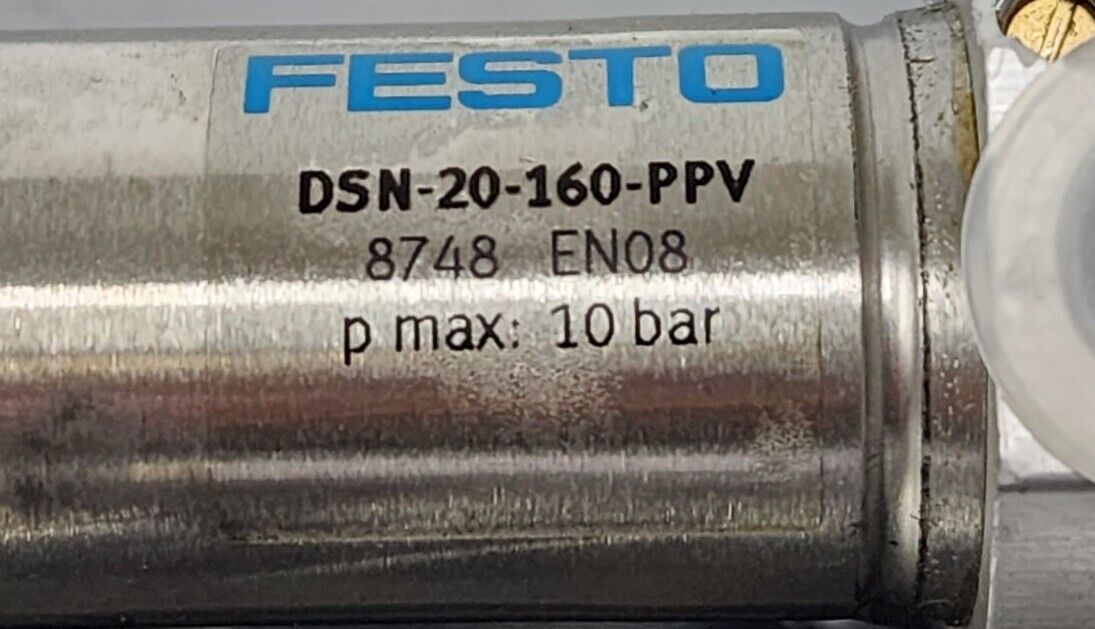 FESTO
DSN-20-160-PPV
8748 EN08
p max: 10 bar